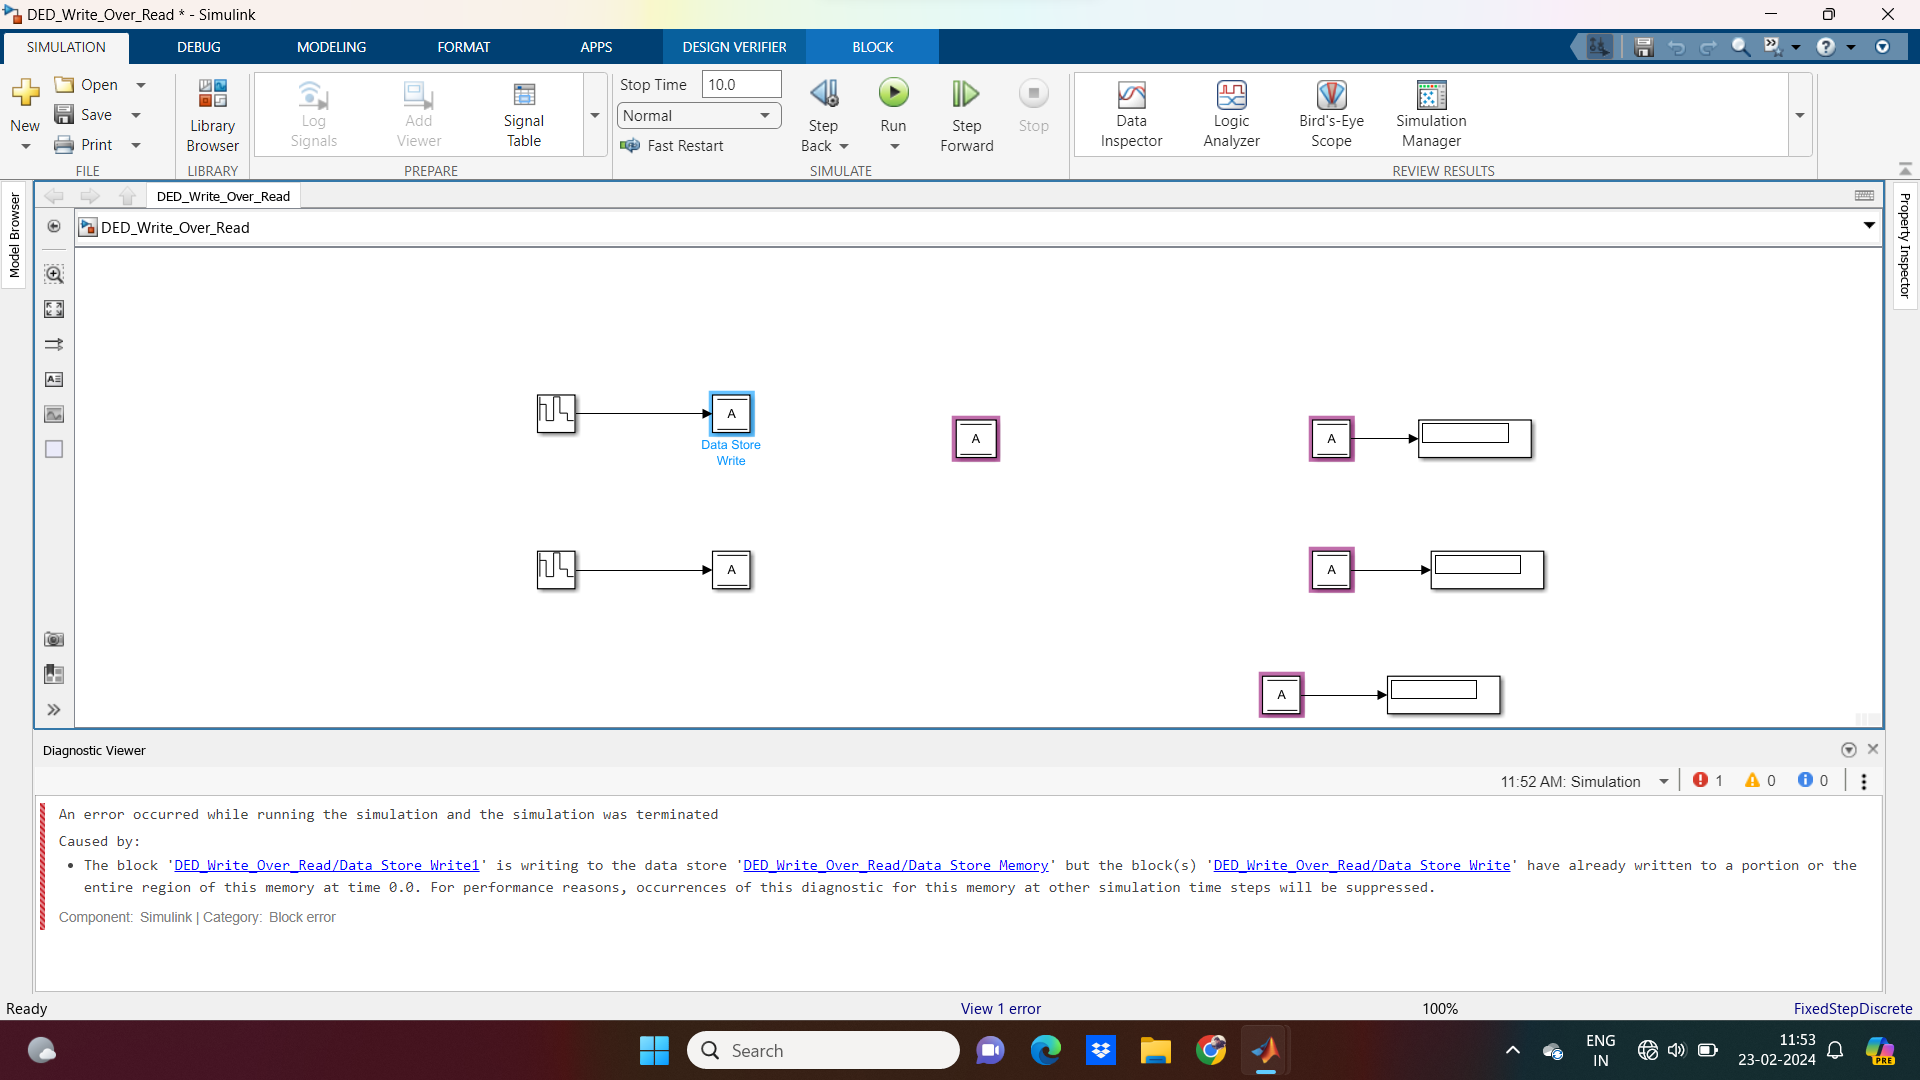 DED_Write_Over_Read * - Simulink
SIMULATION DEBUG MODELING FORMAT APPS DESIGN VERIFIER BLOCK
New
Open
Save
Print
FILE
Library
Browser
LIBRARY
Log
Signals
Add
Viewer
Signal
Table
PREPARE
Stop Time 10.0
Normal
Fast Restart
Step
Back
Run
Step
Forward
Stop
SIMULATE
Data
Inspector
Logic
Analyzer
Bird's-Eye
Scope
Simulation
Manager
REVIEW RESULTS
Model Browser
DED_Write_Over_Read
DED_Write_Over_Read
Property Inspector
A
Data Store
Write
A
A
A
A
A
Diagnostic Viewer
11:52 AM: Simulation 1 0 0
An error occurred while running the simulation and the simulation was terminated
Caused by:
• The block 'DED_Write_Over_Read/Data Store Write1' is writing to the data store 'DED_Write_Over_Read/Data Store Memory' but the block(s) 'DED_Write_Over_Read/Data Store Write' have already written to a portion or the
entire region of this memory at time 0.0. For performance reasons, occurrences of this diagnostic for this memory at other simulation time steps will be suppressed.
Component: Simulink | Category: Block error
Ready View 1 error 100% FixedStepDiscrete
Search
ENG
IN
11:53
23-02-2024
PRE